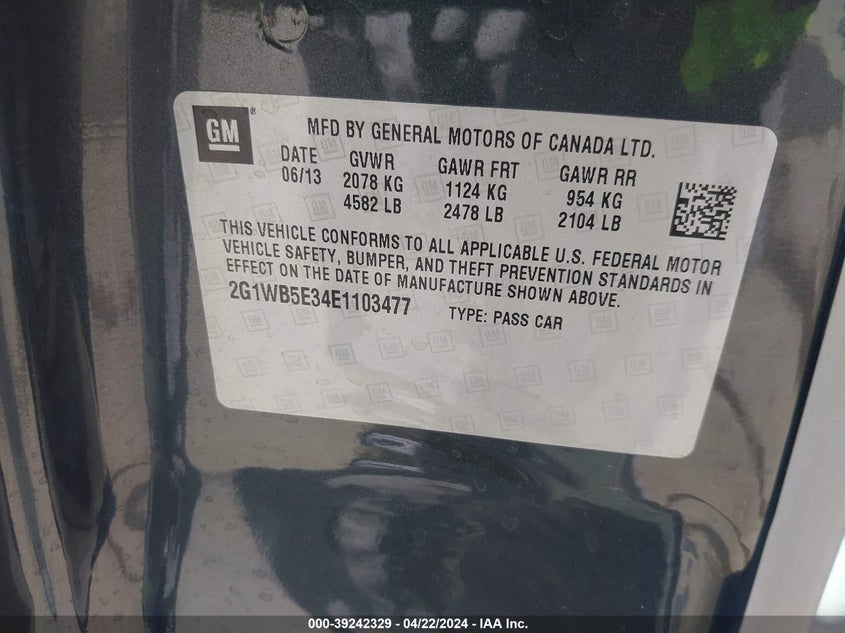 GM ®
MFD BY GENERAL MOTORS OF CANADA LTD.
DATE GVWR GAWR FRT GAWR RR
06/13 2078 KG 1124 KG 954 KG
4582 LB 2478 LB 2104 LB
THIS VEHICLE CONFORMS TO ALL APPLICABLE U.S. FEDERAL MOTOR
VEHICLE SAFETY, BUMPER, AND THEFT PREVENTION STANDARDS IN
EFFECT ON THE DATE OF MANUFACTURE SHOWN ABOVE.
2G1WB5E34E1103477 TYPE: PASS CAR
000-39242329 - 04/22/2024 - IAA Inc.